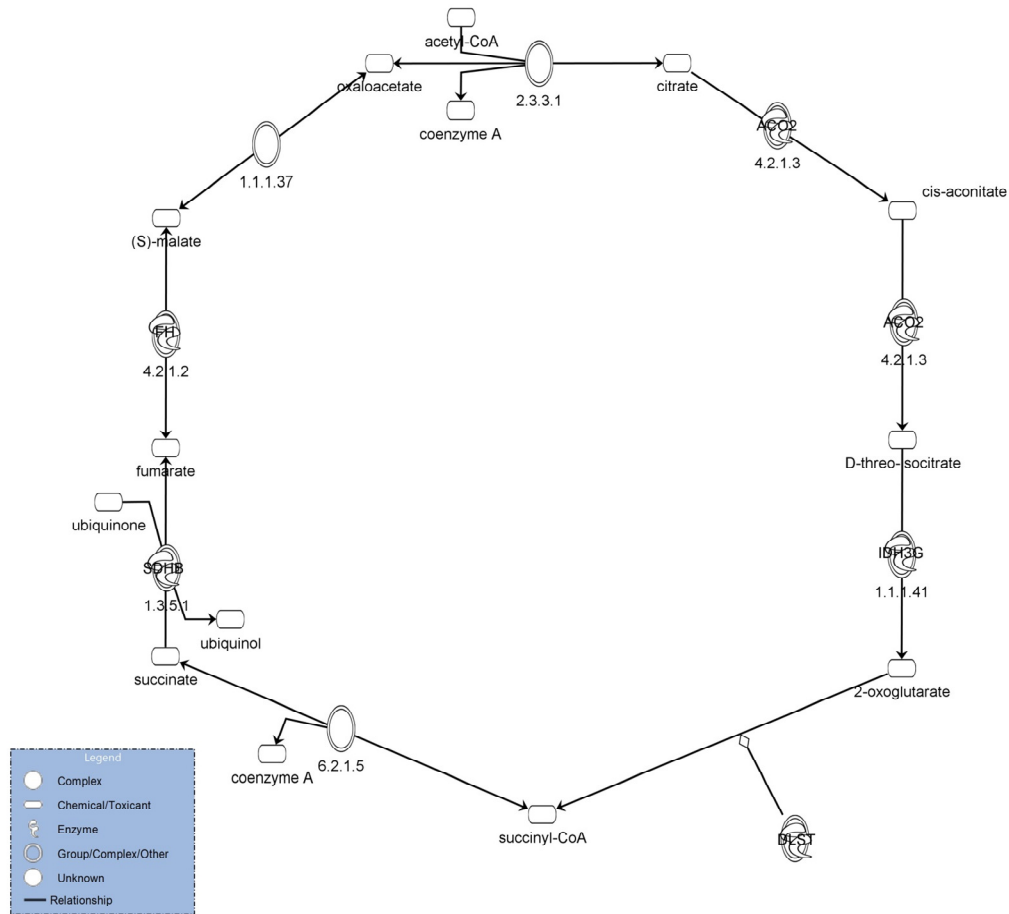 acetyl-CoA
oxaloacetate
citrate
2.3.3.1
coenzyme A
ACO2
4.2.1.3
cis-aconitate
1.1.1.37
(S)-malate
FH
4.2.1.2
ACO2
4.2.1.3
fumarate
D-threo-isocitrate
ubiquinone
SDHB
1.3.5.1
IDH3G
1.1.1.41
ubiquinol
succinate
2-oxoglutarate
coenzyme A
6.2.1.5
succinyl-CoA
DLST
Legend
Complex
Chemical/Toxicant
Enzyme
Group/Complex/Other
Unknown
Relationship